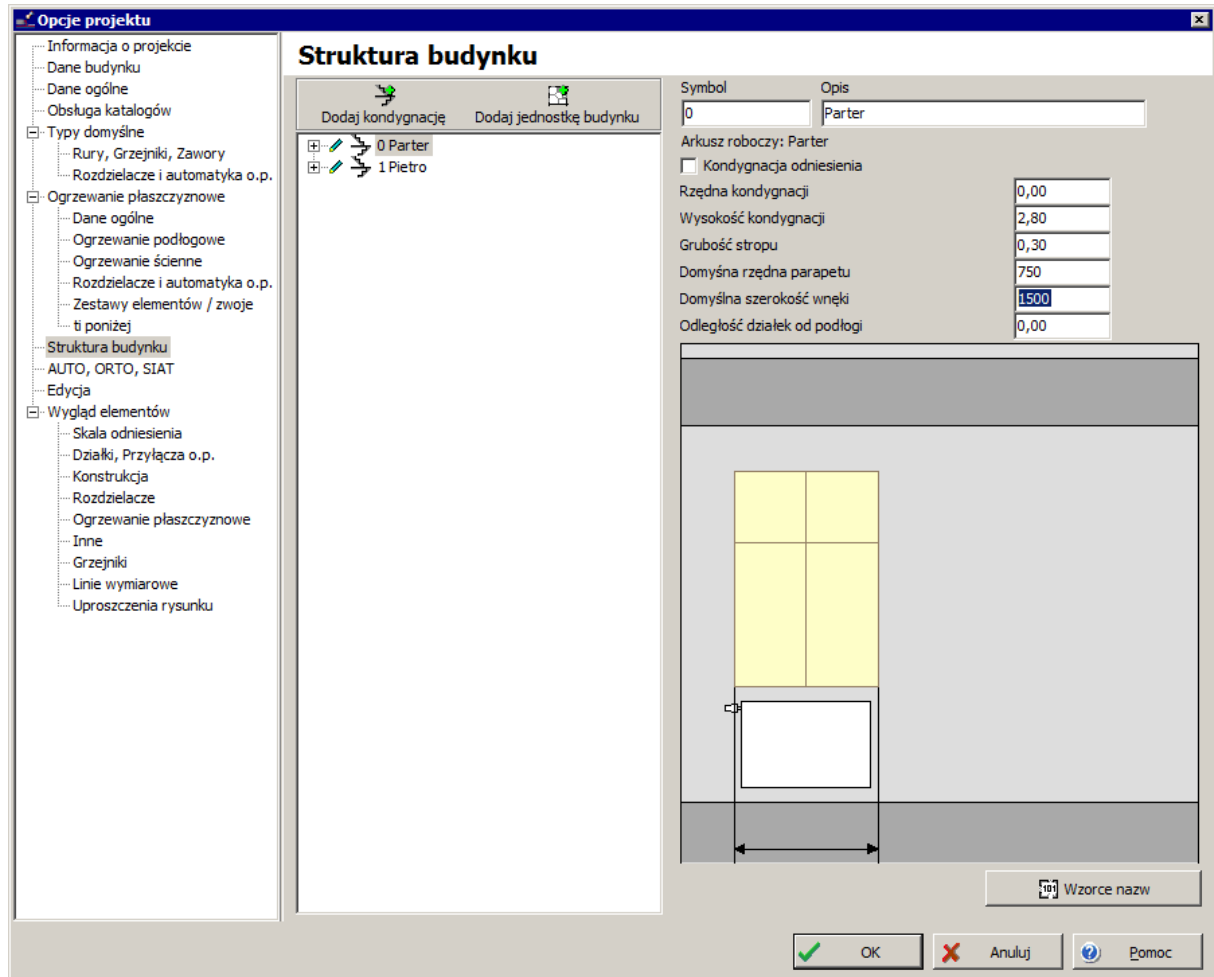 Opcje projektu
Informacja o projekcie
Dane budynku
Dane ogólne
Obsługa katalogów
Typy domyślne
Rury, Grzejniki, Zawory
Rozdzielacze i automatyka o.p.
Ogrzewanie płaszczyznowe
Dane ogólne
Ogrzewanie podłogowe
Ogrzewanie ścienne
Rozdzielacze i automatyka o.p.
Zestawy elementów / zwoje
ti poniżej
Struktura budynku
AUTO, ORTO, SIAT
Edycja
Wygląd elementów
Skala odniesienia
Działki, Przyłącza o.p.
Konstrukcja
Rozdzielacze
Ogrzewanie płaszczyznowe
Inne
Grzejniki
Linie wymiarowe
Uproszczenia rysunku
Struktura budynku
Dodaj kondygnację Dodaj jednostkę budynku
0 Parter
1 Pietro
Symbol Opis
0 Parter
Arkusz roboczy: Parter
Kondygnacja odniesienia
Rzędna kondygnacji 0,00
Wysokość kondygnacji 2,80
Grubość stropu 0,30
Domyśna rzędna parapetu 750
Domyślna szerokość wnęki 1500
Odległość działek od podłogi 0,00
101 Wzorce nazw
OK Anuluj Pomoc